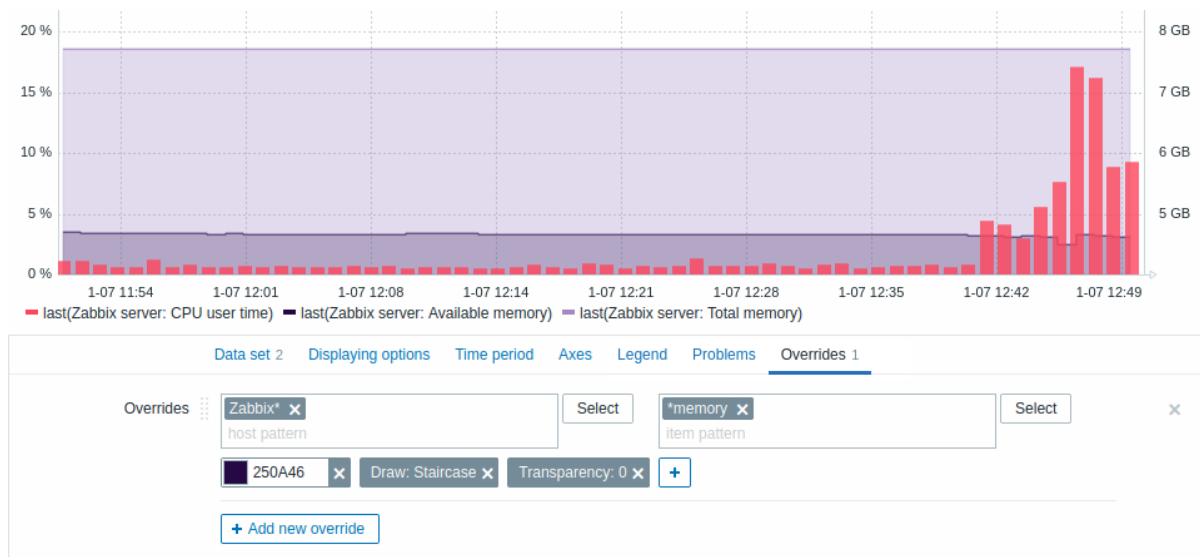 20 % 8 GB
15 % 7 GB
10 % 6 GB
5 % 5 GB
0 %
1-07 11:54 1-07 12:01 1-07 12:08 1-07 12:14 1-07 12:21 1-07 12:28 1-07 12:35 1-07 12:42 1-07 12:49
last(Zabbix server: CPU user time) last(Zabbix server: Available memory) last(Zabbix server: Total memory)
Data set 2 Displaying options Time period Axes Legend Problems Overrides 1
Overrides Zabbix* Select *memory Select
host pattern item pattern
250A46 Draw: Staircase Transparency: 0 +
+ Add new override